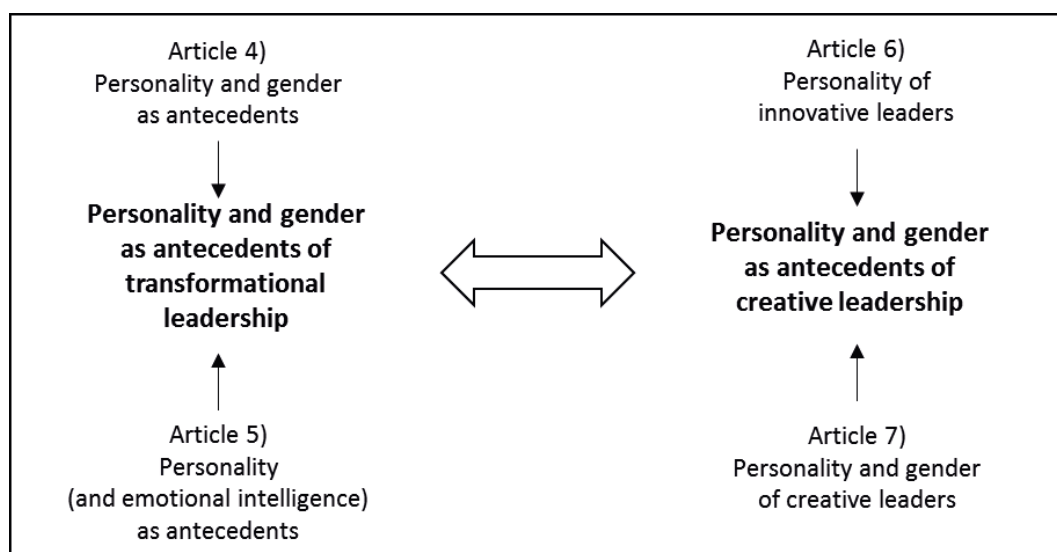 Article 4)
Personality and gender
as antecedents
Personality and gender
as antecedents of
transformational
leadership
Article 5)
Personality
(and emotional intelligence)
as antecedents
Article 6)
Personality of
innovative leaders
Personality and gender
as antecedents of
creative leadership
Article 7)
Personality and gender
of creative leaders